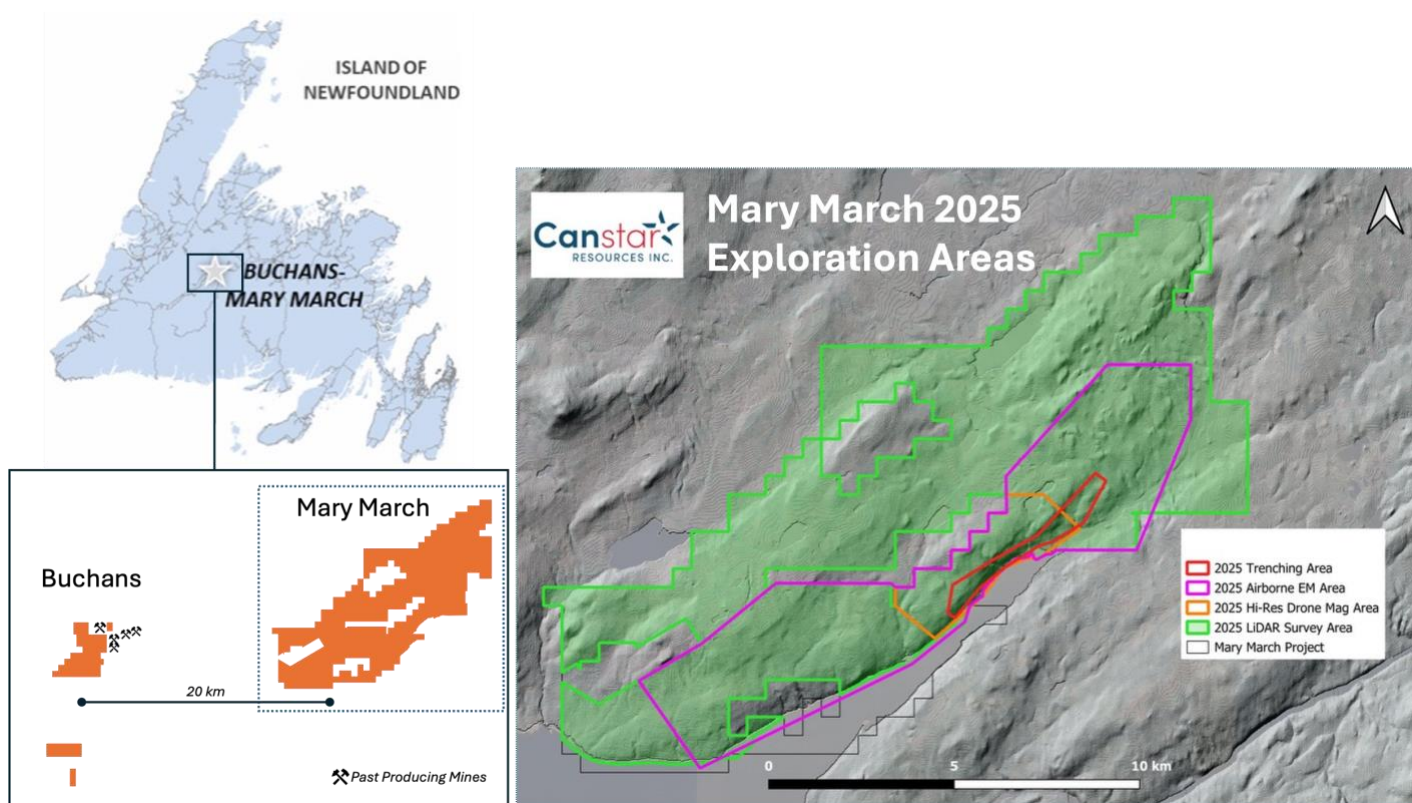 ISLAND OF
NEWFOUNDLAND
BUCHANS-
MARY MARCH
Mary March
Buchans
20 km
Past Producing Mines
Canstar
RESOURCES INC.
Mary March 2025
Exploration Areas
2025 Trenching Area
2025 Airborne EM Area
2025 Hi-Res Drone Mag Area
2025 LiDAR Survey Area
Mary March Project
0 5 10 km